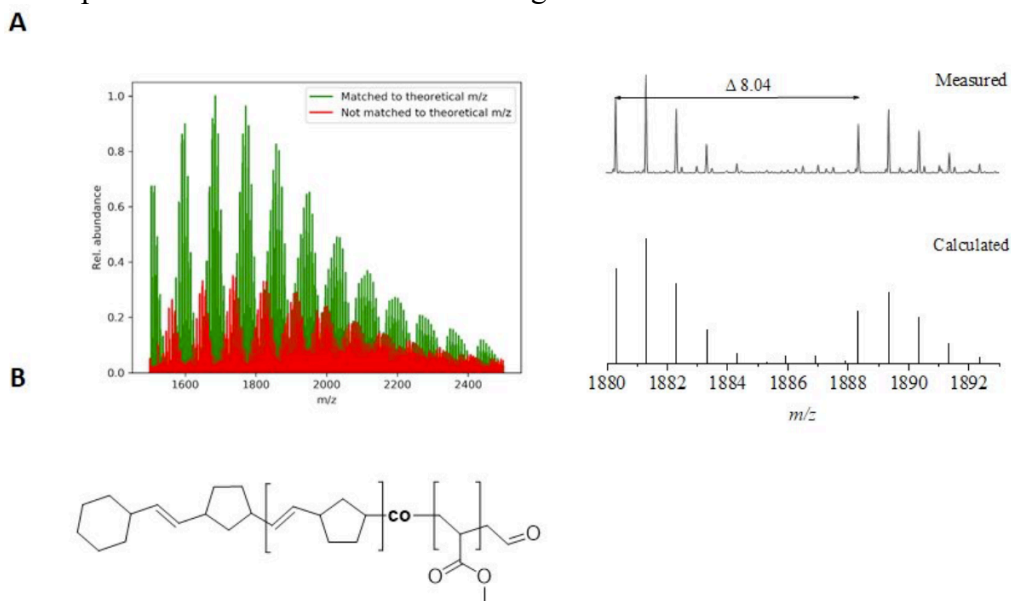 A
Matched to theoretical m/z
Not matched to theoretical m/z
Rel. abundance
1.0
0.8
0.6
0.4
0.2
0.0
1600 1800 2000 2200 2400
m/z
Δ 8.04
Measured
Calculated
1880 1882 1884 1886 1888 1890 1892
m/z
B
co
O
O
O